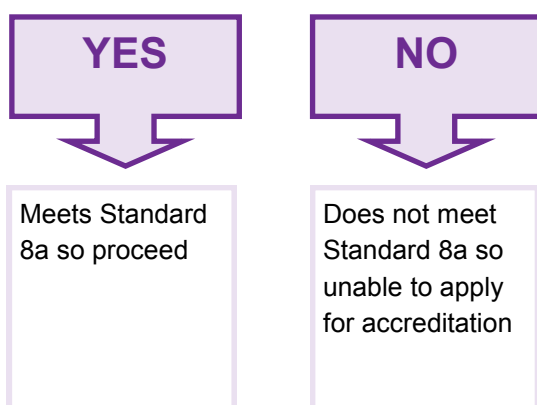 YES
Meets Standard
8a so proceed
NO
Does not meet
Standard 8a so
unable to apply
for accreditation